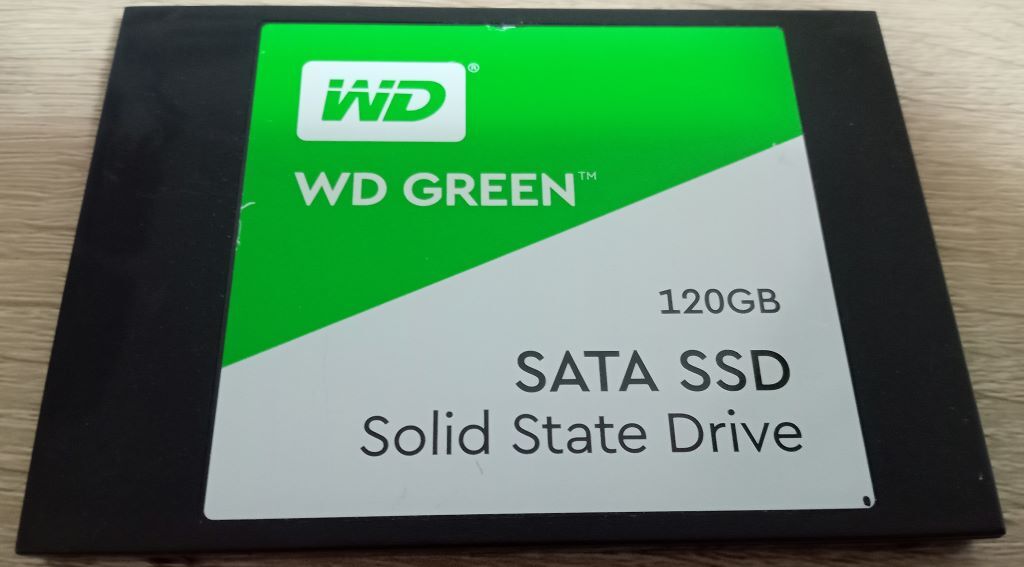 WD®
WD GREEN™
120GB
SATA SSD
Solid State Drive